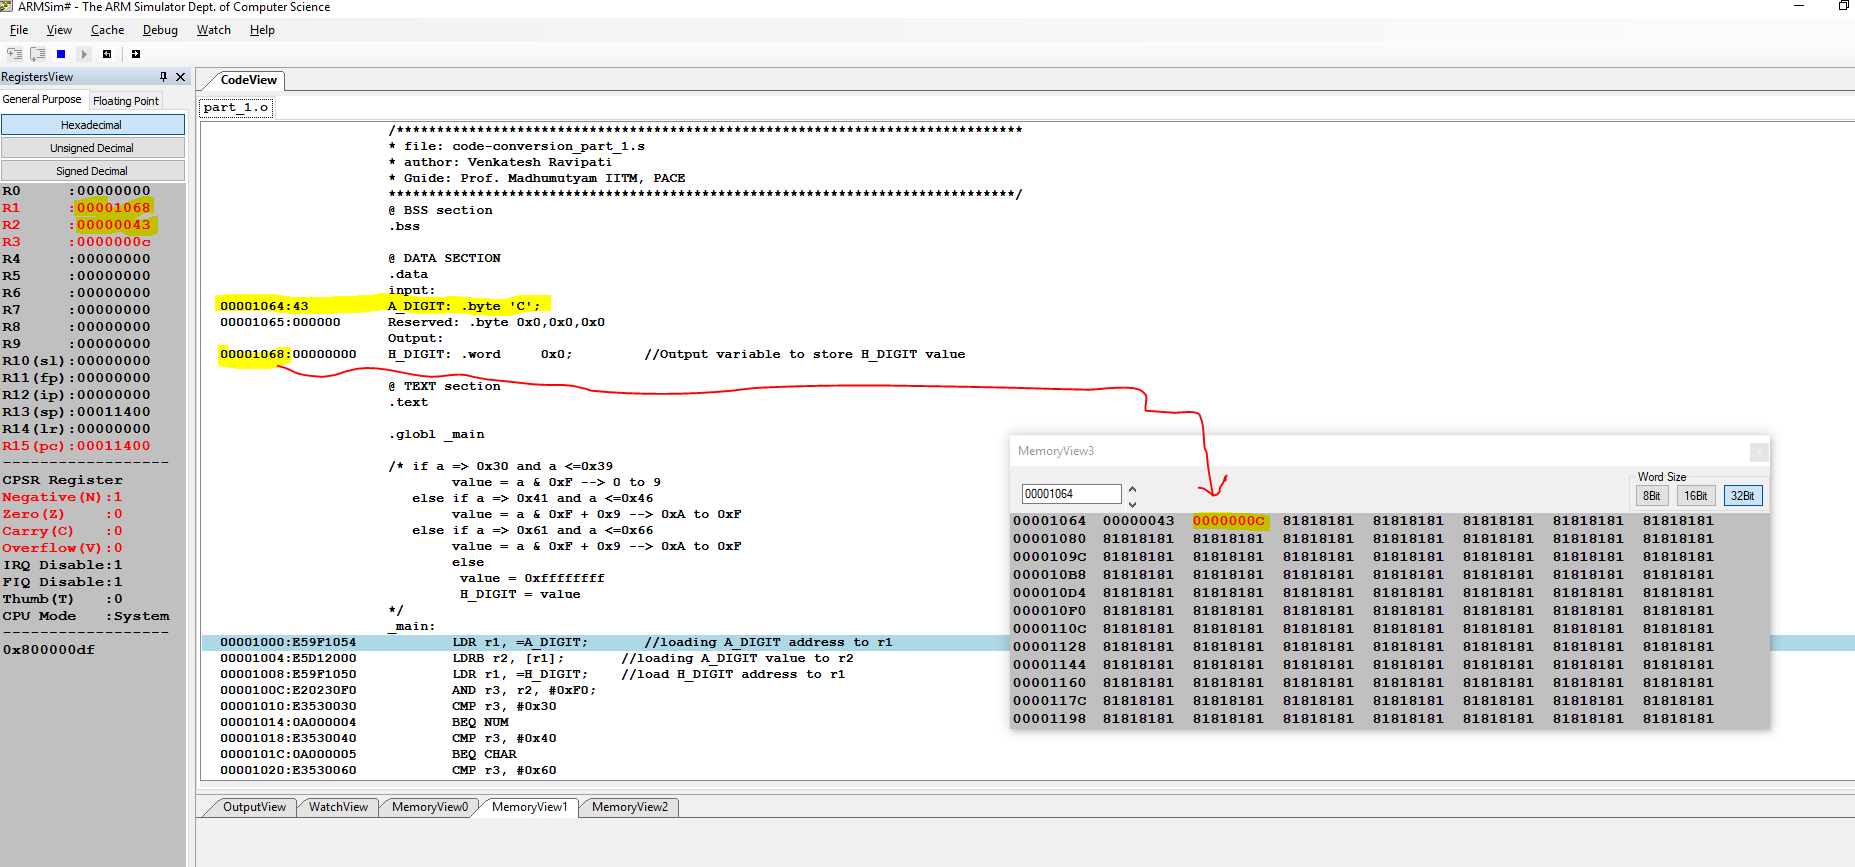 ARMSim# - The ARM Simulator Dept. of Computer Science
File View Cache Debug Watch Help
RegistersView
General Purpose Floating Point
Hexadecimal
Unsigned Decimal
Signed Decimal
R0 :00000000
R1 :00001068
R2 :00000043
R3 :0000000c
R4 :00000000
R5 :00000000
R6 :00000000
R7 :00000000
R8 :00000000
R9 :00000000
R10(sl):00000000
R11(fp):00000000
R12(ip):00000000
R13(sp):00011400
R14(lr):00000000
R15(pc):00011400
-------------------
CPSR Register
Negative(N):1
Zero(Z) :0
Carry(C) :0
Overflow(V):0
IRQ Disable:1
FIQ Disable:1
Thumb(T) :0
CPU Mode :System
-------------------
0x800000df
CodeView
part_1.o
/******************************************************************************
* file: code-conversion_part_1.s
* author: Venkatesh Ravipati
* Guide: Prof. Madhumutyam IITM, PACE
******************************************************************************/
@ BSS section
.bss
@ DATA SECTION
.data
input:
00001064:43 A_DIGIT: .byte 'C';
00001065:000000 Reserved: .byte 0x0,0x0,0x0
Output:
00001068:00000000 H_DIGIT: .word 0x0; //Output variable to store H_DIGIT value
@ TEXT section
.text
.globl _main
/* if a => 0x30 and a <=0x39
value = a & 0xF --> 0 to 9
else if a => 0x41 and a <=0x46
value = a & 0xF + 0x9 --> 0xA to 0xF
else if a => 0x61 and a <=0x66
value = a & 0xF + 0x9 --> 0xA to 0xF
else
value = 0xffffffff
H_DIGIT = value
*/
_main:
00001000:E59F1054 LDR r1, =A_DIGIT; //loading A_DIGIT address to r1
00001004:E5D12000 LDRB r2, [r1]; //loading A_DIGIT value to r2
00001008:E59F1050 LDR r1, =H_DIGIT; //load H_DIGIT address to r1
0000100C:E20230F0 AND r3, r2, #0xF0;
00001010:E3530030 CMP r3, #0x30
00001014:0A000004 BEQ NUM
00001018:E3530040 CMP r3, #0x40
0000101C:0A000005 BEQ CHAR
00001020:E3530060 CMP r3, #0x60
MemoryView3
Word Size
00001064 8Bit 16Bit 32Bit
00001064 00000043 0000000C 81818181 81818181 81818181 81818181 81818181
00001080 81818181 81818181 81818181 81818181 81818181 81818181 81818181
0000109C 81818181 81818181 81818181 81818181 81818181 81818181 81818181
000010B8 81818181 81818181 81818181 81818181 81818181 81818181 81818181
000010D4 81818181 81818181 81818181 81818181 81818181 81818181 81818181
000010F0 81818181 81818181 81818181 81818181 81818181 81818181 81818181
0000110C 81818181 81818181 81818181 81818181 81818181 81818181 81818181
00001128 81818181 81818181 81818181 81818181 81818181 81818181 81818181
00001144 81818181 81818181 81818181 81818181 81818181 81818181 81818181
00001160 81818181 81818181 81818181 81818181 81818181 81818181 81818181
0000117C 81818181 81818181 81818181 81818181 81818181 81818181 81818181
00001198 81818181 81818181 81818181 81818181 81818181 81818181 81818181
OutputView WatchView MemoryView0 MemoryView1 MemoryView2